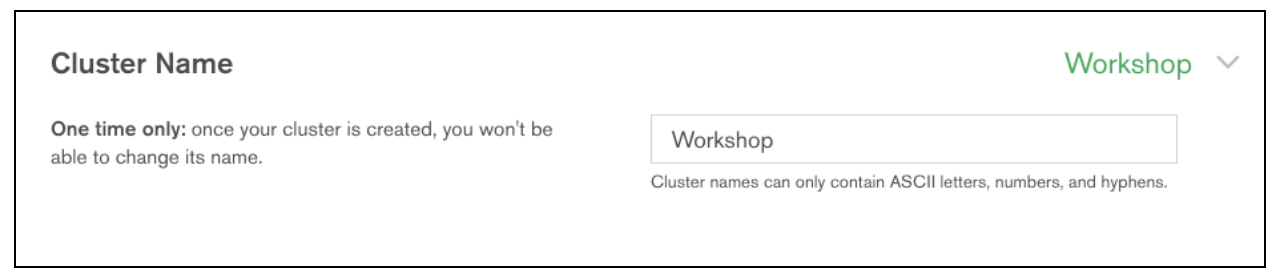 Cluster Name
Workshop
One time only: once your cluster is created, you won't be
able to change its name.
Workshop
Cluster names can only contain ASCII letters, numbers, and hyphens.